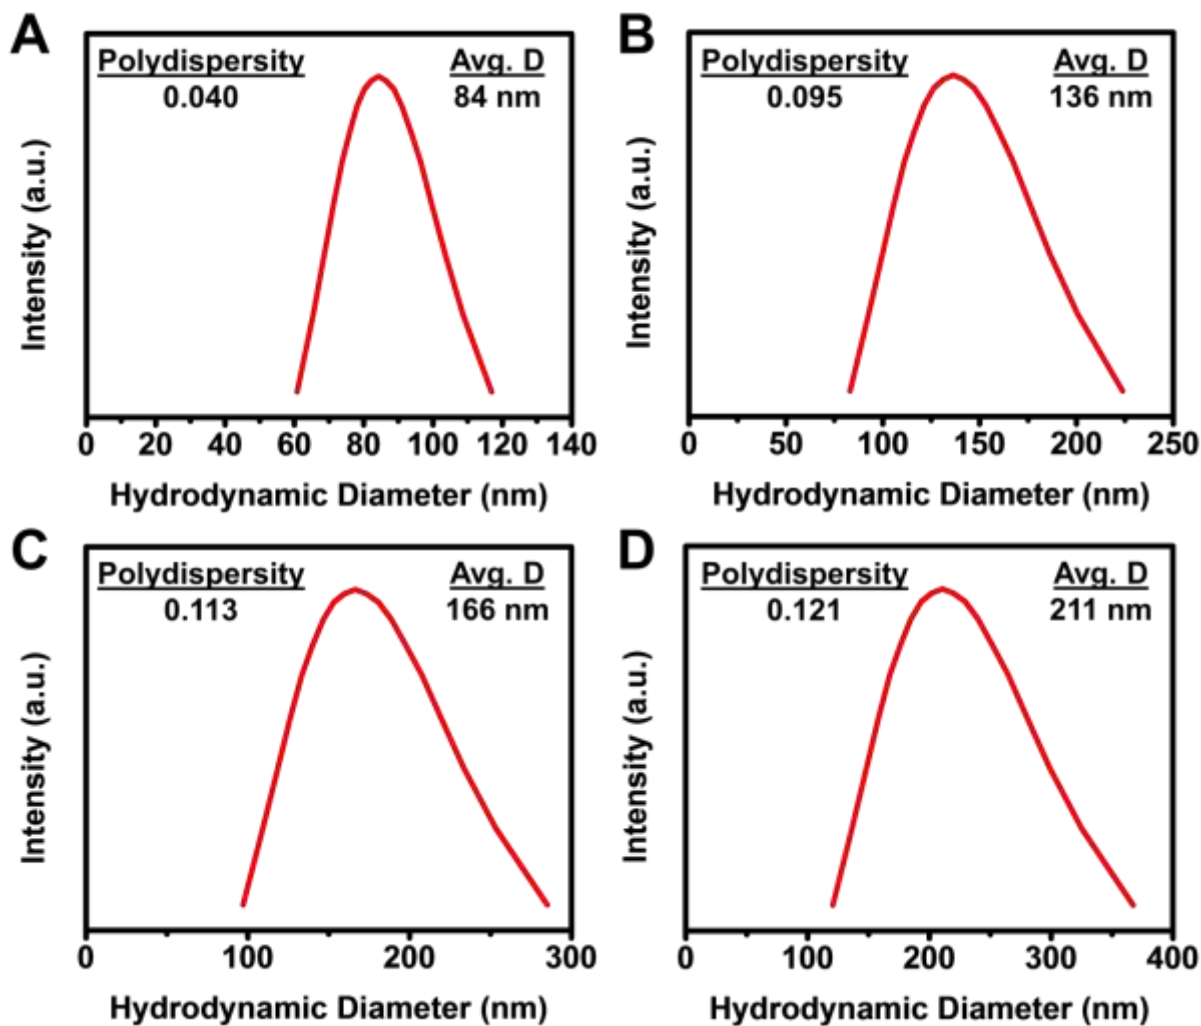 A
Polydispersity Avg. D
0.040 84 nm
Intensity (a.u.)
0 20 40 60 80 100 120 140
Hydrodynamic Diameter (nm)
B
Polydispersity Avg. D
0.095 136 nm
Intensity (a.u.)
0 50 100 150 200 250
Hydrodynamic Diameter (nm)
C
Polydispersity Avg. D
0.113 166 nm
Intensity (a.u.)
0 100 200 300
Hydrodynamic Diameter (nm)
D
Polydispersity Avg. D
0.121 211 nm
Intensity (a.u.)
0 100 200 300 400
Hydrodynamic Diameter (nm)